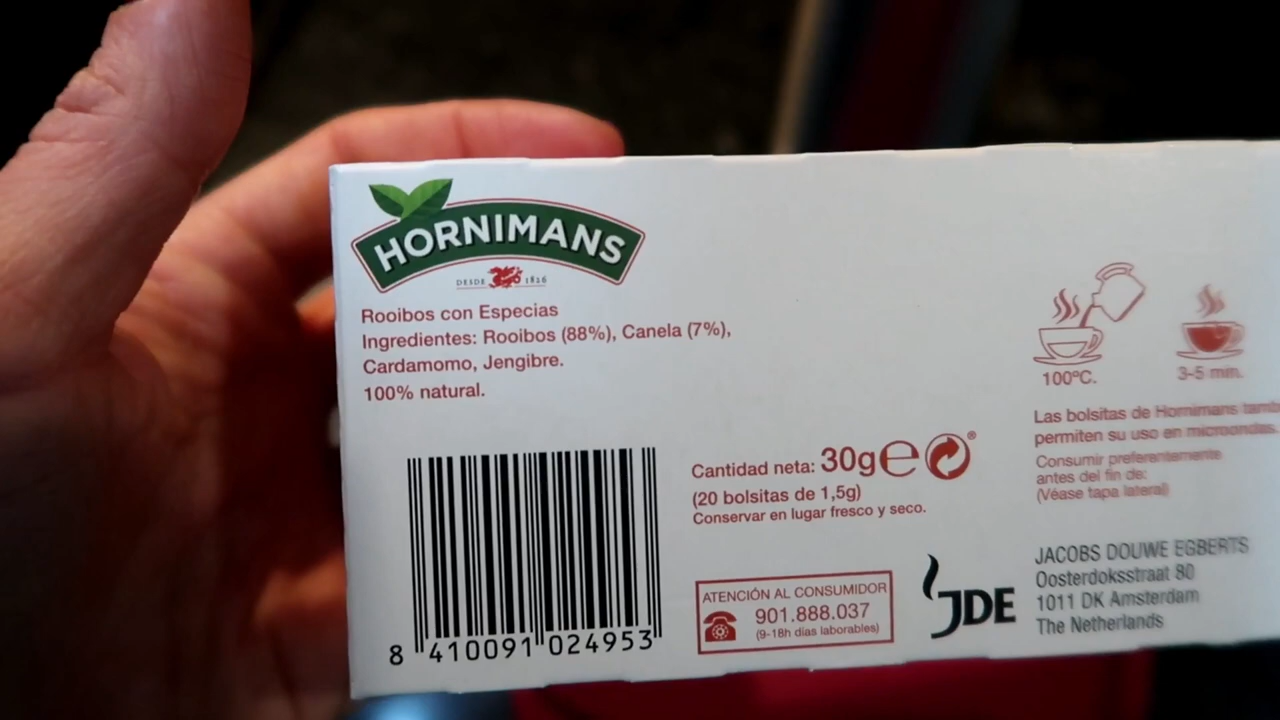 HORNIMANS
DESDE 1826
Rooibos con Especias
Ingredientes: Rooibos (88%), Canela (7%),
Cardamomo, Jengibre.
100% natural.
8 410091 024953
Cantidad neta: 30g℮
®
(20 bolsitas de 1,5g)
Conservar en lugar fresco y seco.
ATENCIÓN AL CONSUMIDOR
901.888.037
(9-18h días laborables)
100ºC.
3-5 min.
Las bolsitas de Hornimans tamb
permiten su uso en microondas.
Consumir preferentemente
antes del fin de:
(Véase tapa lateral)
JDE
JACOBS DOUWE EGBERTS
Oosterdoksstraat 80
1011 DK Amsterdam
The Netherlands